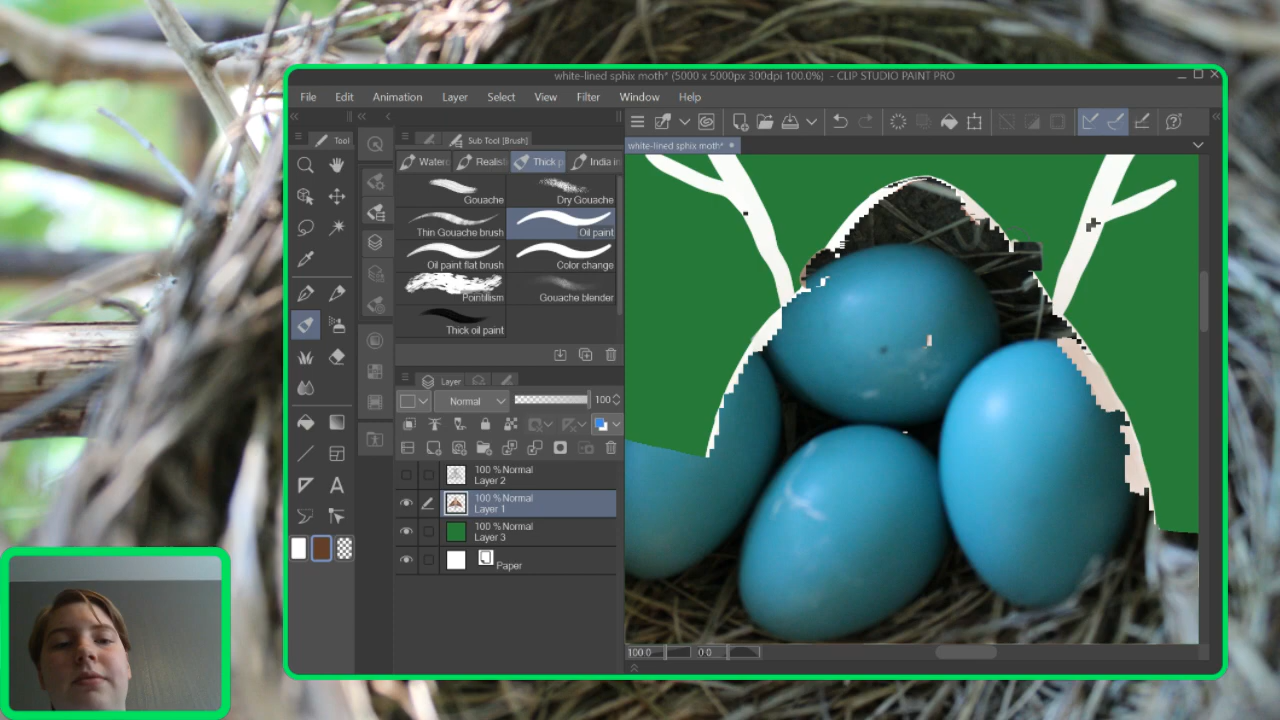 white-lined sphix moth* (5000 x 5000px 300dpi 100.0%) - CLIP STUDIO PAINT PRO
File Edit Animation Layer Select View Filter Window Help
Tool
Sub Tool [Brush]
white-lined sphix moth*
Waterc
Realis
Thick p
India in
Gouache
Dry Gouache
Thin Gouache brush
Oil paint
Oil paint flat brush
Color change
Pointillism
Gouache blender
Thick oil paint
Layer
Normal
100
100 % Normal
Layer 2
100 % Normal
Layer 1
100 % Normal
Layer 3
Paper
100.0
0.0